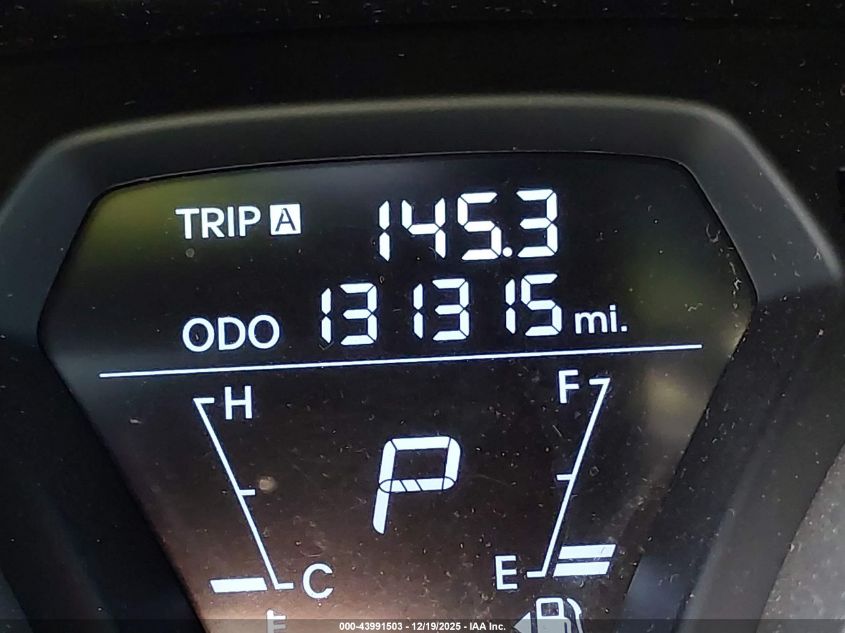 TRIP A 145.3
ODO 131315 mi.
H F
P
C E
000-43991503 - 12/19/2025 - IAA Inc.